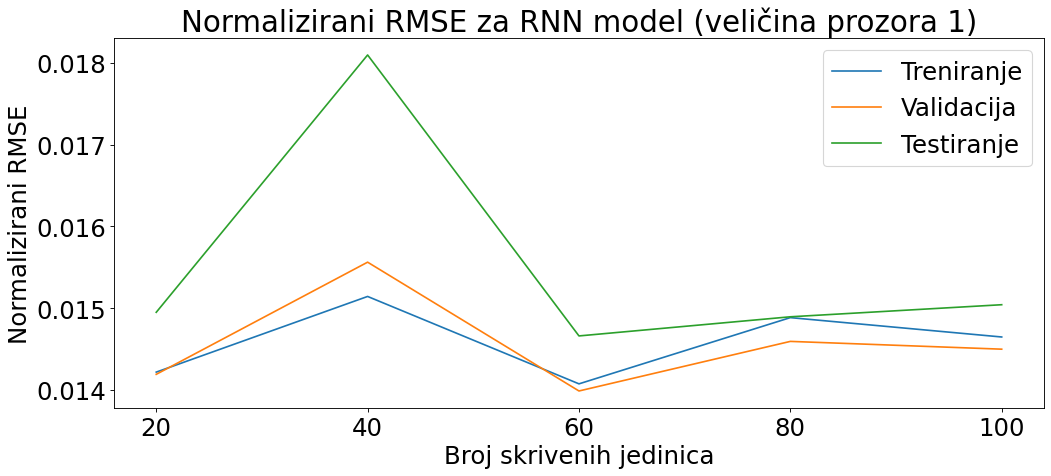 Normalizirani RMSE za RNN model (veličina prozora 1)
Normalizirani RMSE
0.018
0.017
0.016
0.015
0.014
Treniranje
Validacija
Testiranje
20 40 60 80 100
Broj skrivenih jedinica